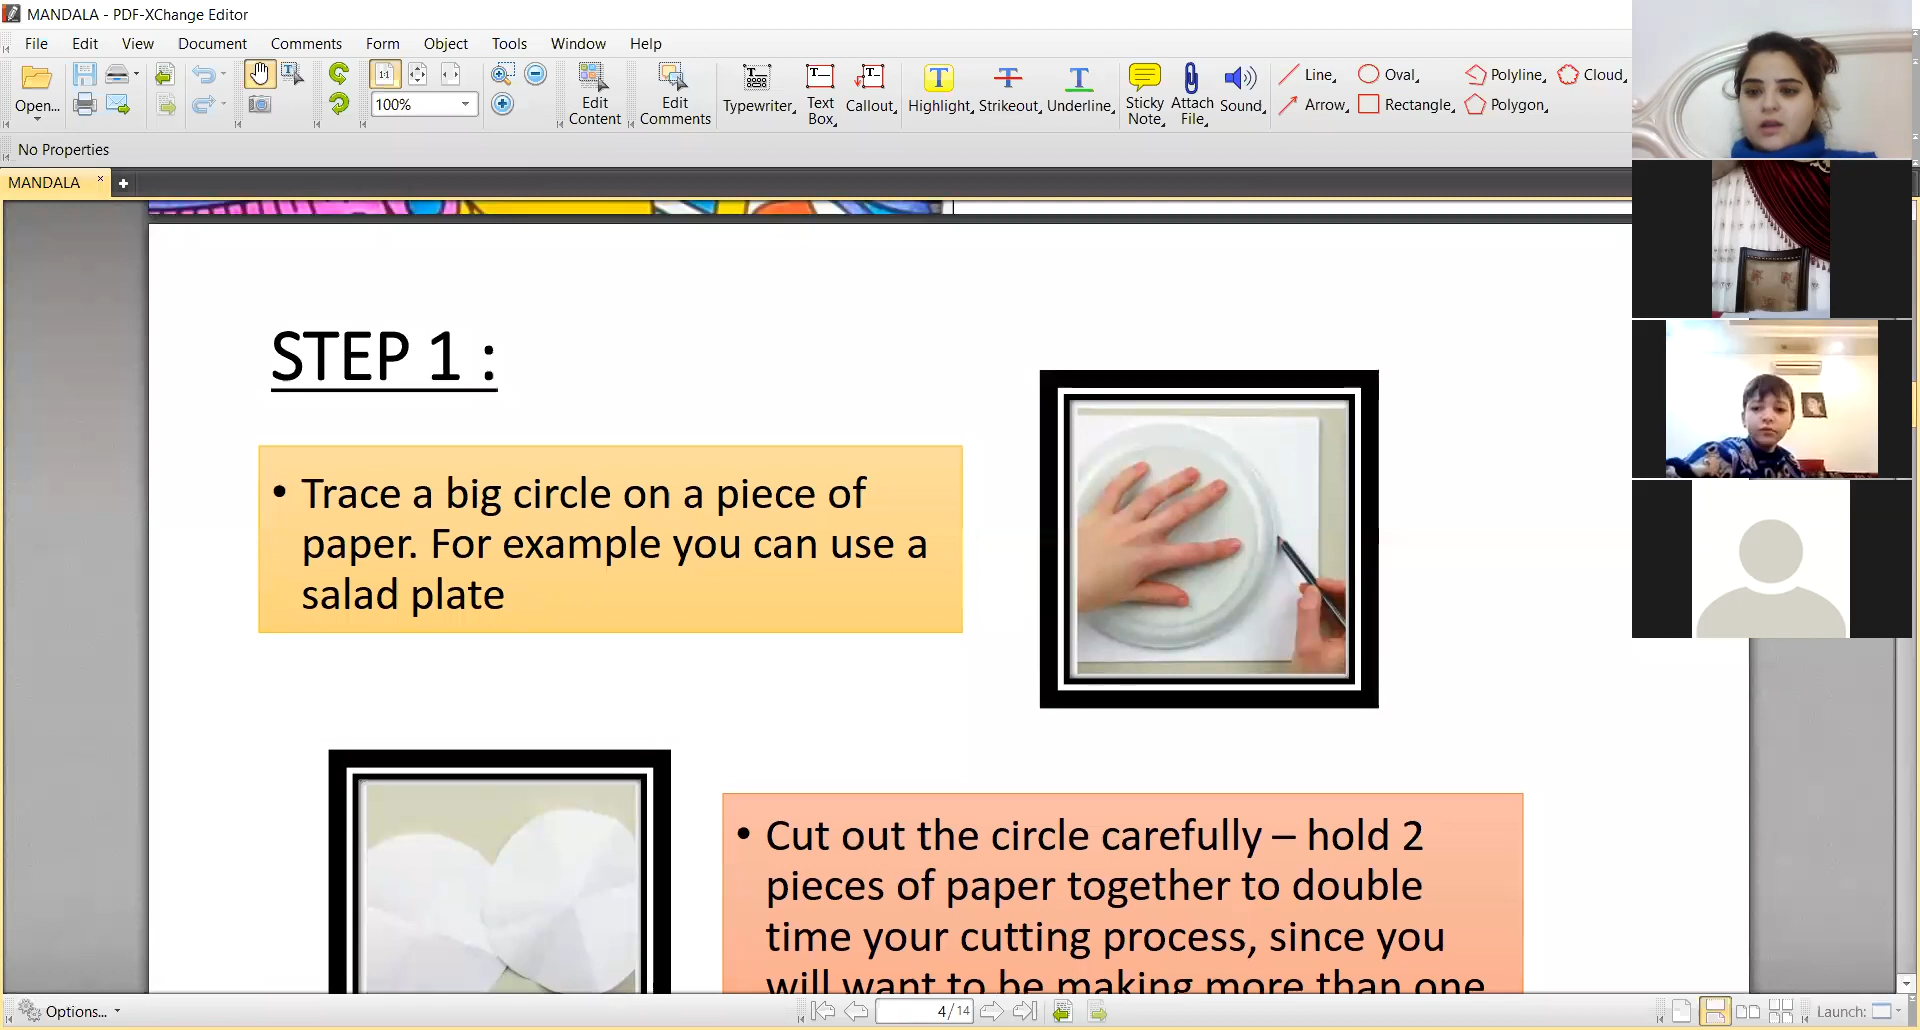 MANDALA - PDF-XChange Editor
File Edit View Document Comments Form Object Tools Window Help
Open...
100%
Edit Content
Edit Comments
Typewriter
Text Box
Callout
Highlight
Strikeout
Underline
Sticky Note
Attach File
Sound
Line
Arrow
Oval
Rectangle
Polyline
Polygon
Cloud
No Properties
MANDALA
STEP 1 :
• Trace a big circle on a piece of
paper. For example you can use a
salad plate
• Cut out the circle carefully – hold 2
pieces of paper together to double
time your cutting process, since you
will want to be making more than one
Options...
4/14
Launch: